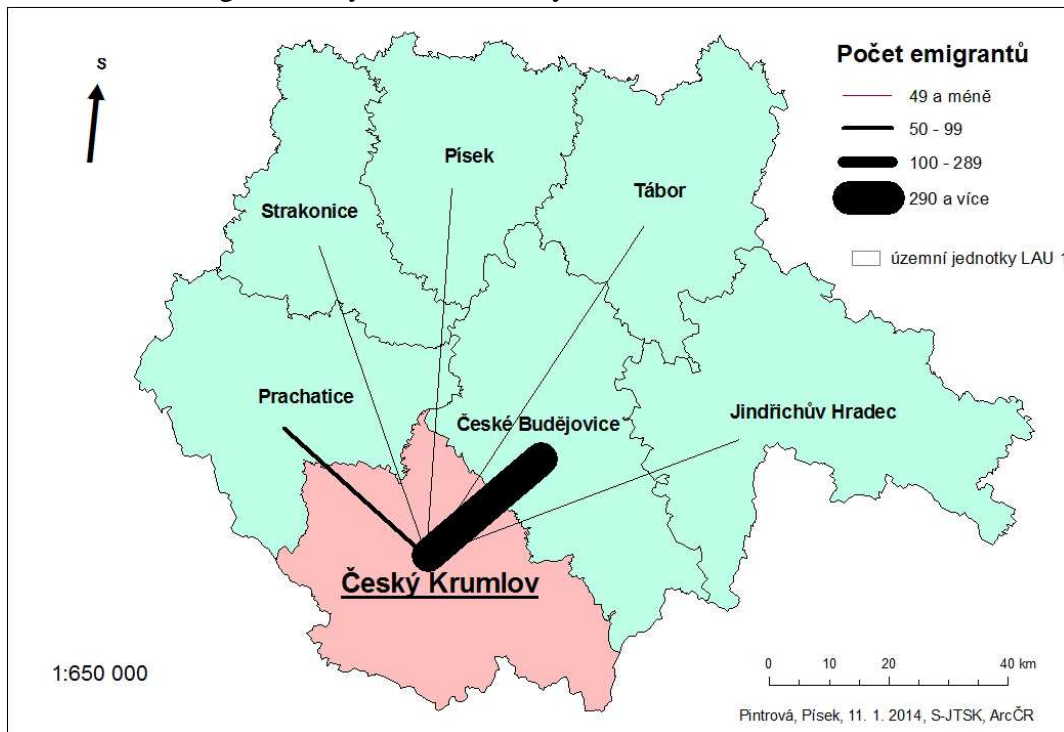 S
Počet emigrantů
49 a méně
50 - 99
100 - 289
290 a více
územní jednotky LAU 1
Písek
Tábor
Strakonice
Prachatice
České Budějovice
Jindřichův Hradec
Český Krumlov
1:650 000
0 10 20 40 km
Pintrová, Písek, 11. 1. 2014, S-JTSK, ArcČR